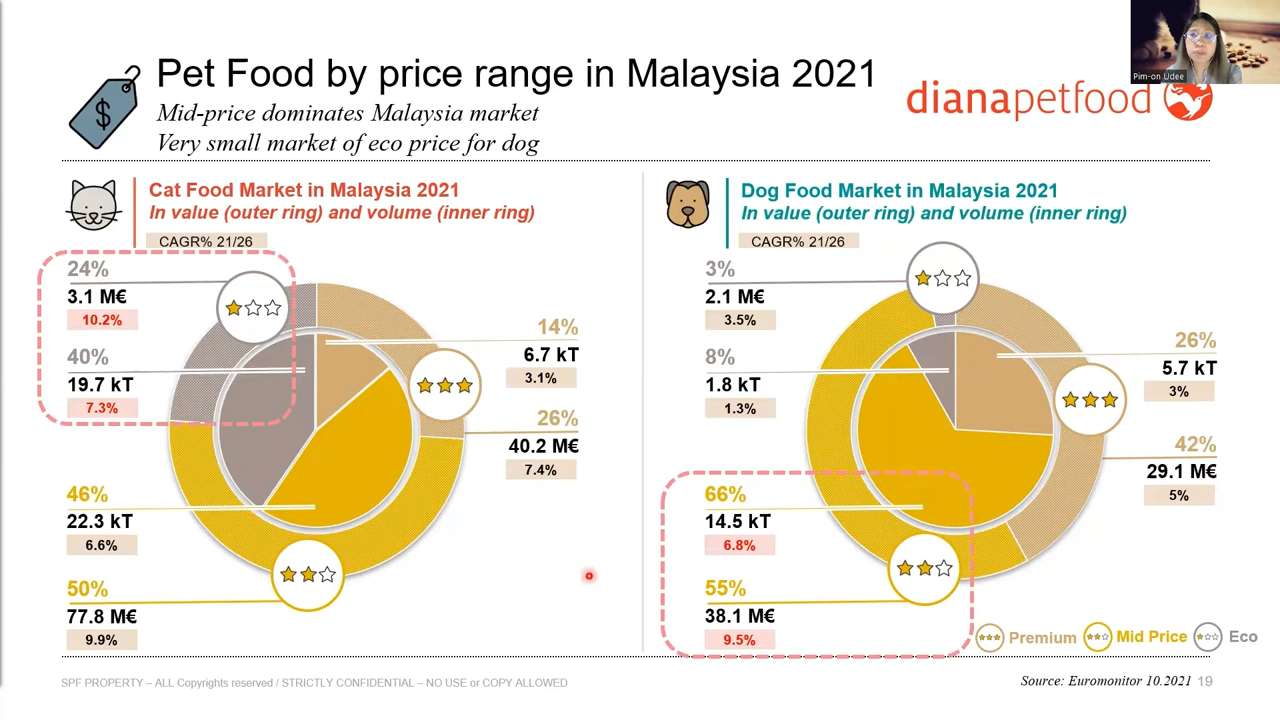 Pet Food by price range in Malaysia 2021
Mid-price dominates Malaysia market
Very small market of eco price for dog
dianapetfood
Pim-on Udee
Cat Food Market in Malaysia 2021
In value (outer ring) and volume (inner ring)
CAGR% 21/26
24%
3.1 M€
10.2%
40%
19.7 kT
7.3%
46%
22.3 kT
6.6%
50%
77.8 M€
9.9%
14%
6.7 kT
3.1%
26%
40.2 M€
7.4%
Dog Food Market in Malaysia 2021
In value (outer ring) and volume (inner ring)
CAGR% 21/26
3%
2.1 M€
3.5%
8%
1.8 kT
1.3%
66%
14.5 kT
6.8%
55%
38.1 M€
9.5%
26%
5.7 kT
3%
42%
29.1 M€
5%
Premium
Mid Price
Eco
SPF PROPERTY – ALL Copyrights reserved / STRICTLY CONFIDENTIAL – NO USE or COPY ALLOWED
Source: Euromonitor 10.2021 19